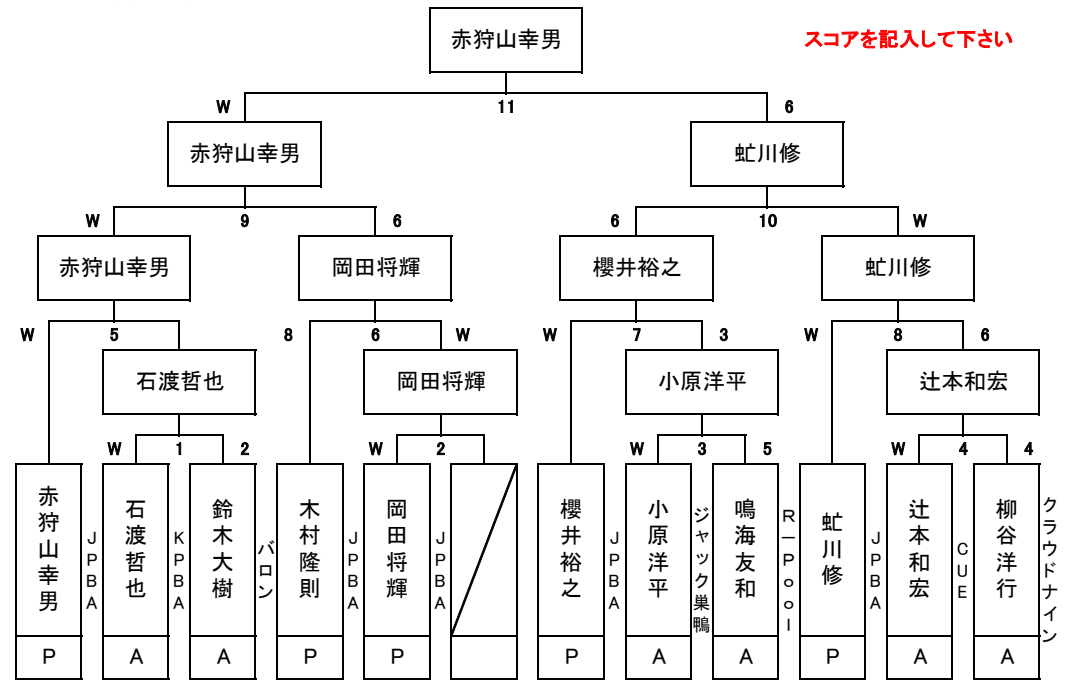 赤狩山幸男
スコアを記入して下さい
W 11 6
赤狩山幸男 虻川修
W 9 6 6 10 W
赤狩山幸男 岡田将輝 櫻井裕之 虻川修
W 5 8 6 W W 7 3 W 8 6
石渡哲也 岡田将輝 小原洋平 辻本和宏
W 1 2 W 2 W 3 5 W 4 4
赤狩山幸男
JPBA
石渡哲也
KPBA
鈴木大樹
バロン
木村隆則
JPBA
岡田将輝
JPBA
櫻井裕之
JPBA
小原洋平
ジャック巣鴨
鳴海友和
R－Pool
虻川修
JPBA
辻本和宏
CUE
柳谷洋行
クラウドナイン
P A A P P P A A P A A